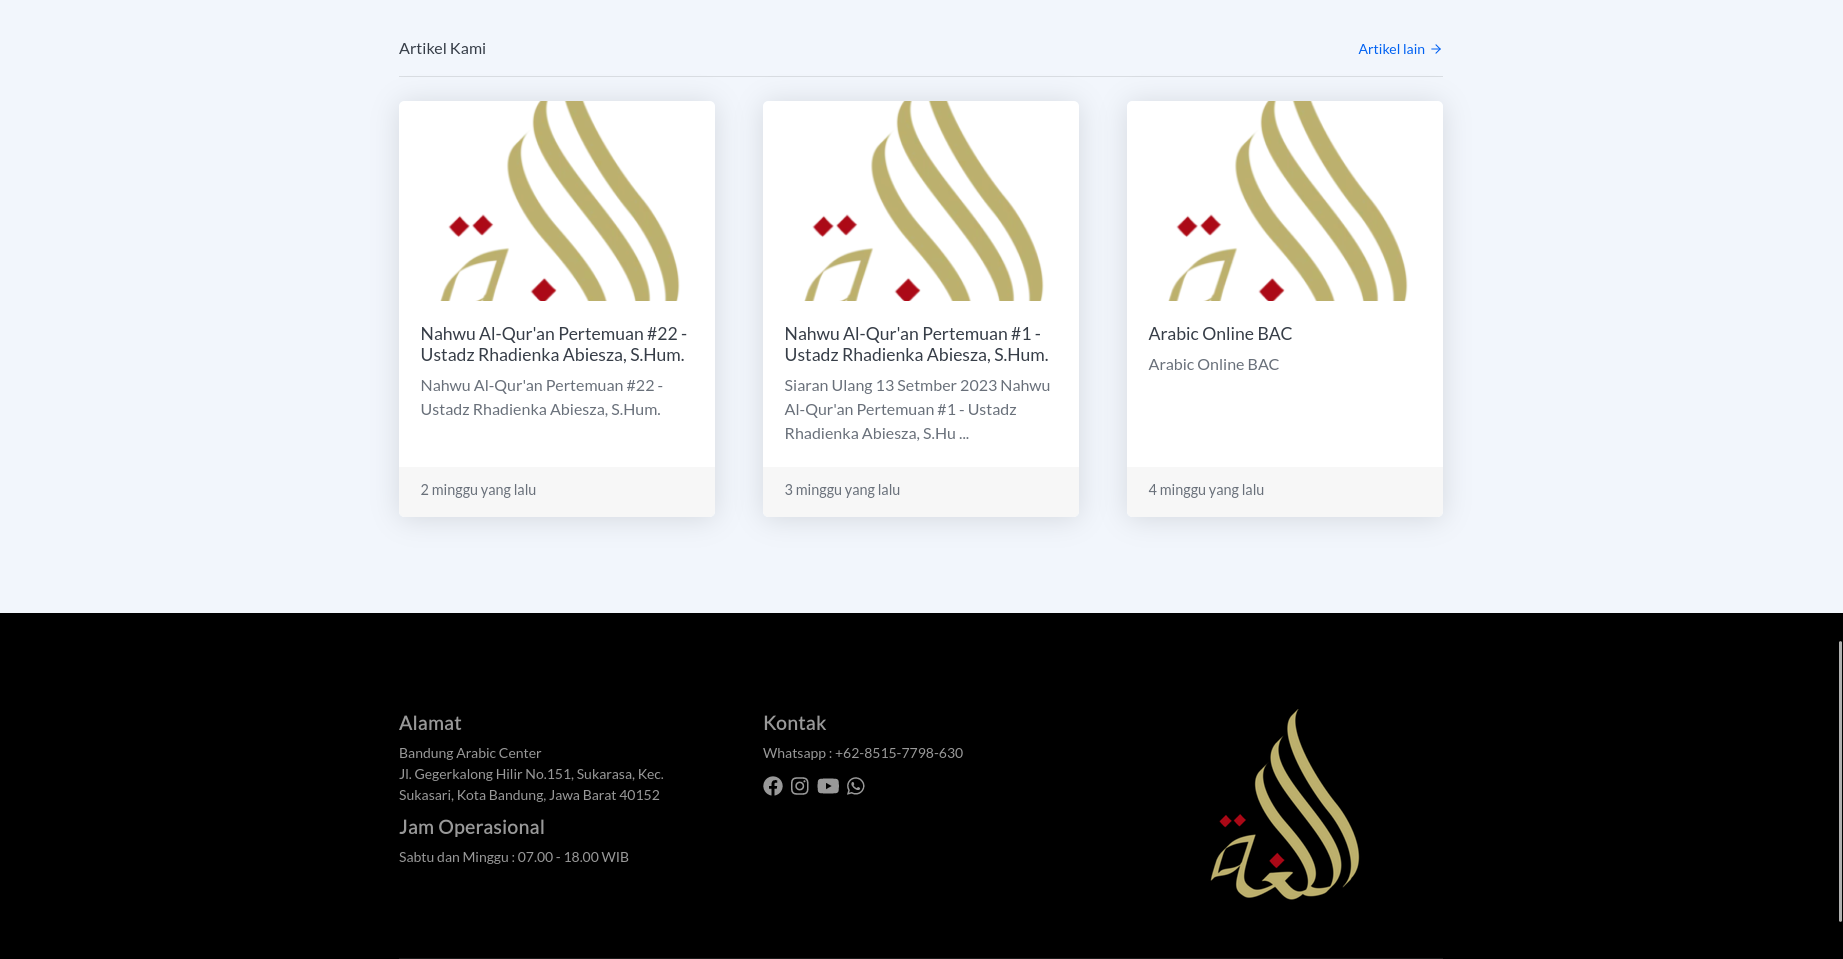 Artikel Kami
Artikel lain →
Nahwu Al-Qur'an Pertemuan #22 -
Ustadz Rhadienka Abiesza, S.Hum.
Nahwu Al-Qur'an Pertemuan #22 -
Ustadz Rhadienka Abiesza, S.Hum.
2 minggu yang lalu
Nahwu Al-Qur'an Pertemuan #1 -
Ustadz Rhadienka Abiesza, S.Hum.
Siaran Ulang 13 Setmber 2023 Nahwu
Al-Qur'an Pertemuan #1 - Ustadz
Rhadienka Abiesza, S.Hu ...
3 minggu yang lalu
Arabic Online BAC
Arabic Online BAC
4 minggu yang lalu
Alamat
Bandung Arabic Center
Jl. Gegerkalong Hilir No.151, Sukarasa, Kec.
Sukasari, Kota Bandung, Jawa Barat 40152
Jam Operasional
Sabtu dan Minggu : 07.00 - 18.00 WIB
Kontak
Whatsapp : +62-8515-7798-630
اللغة